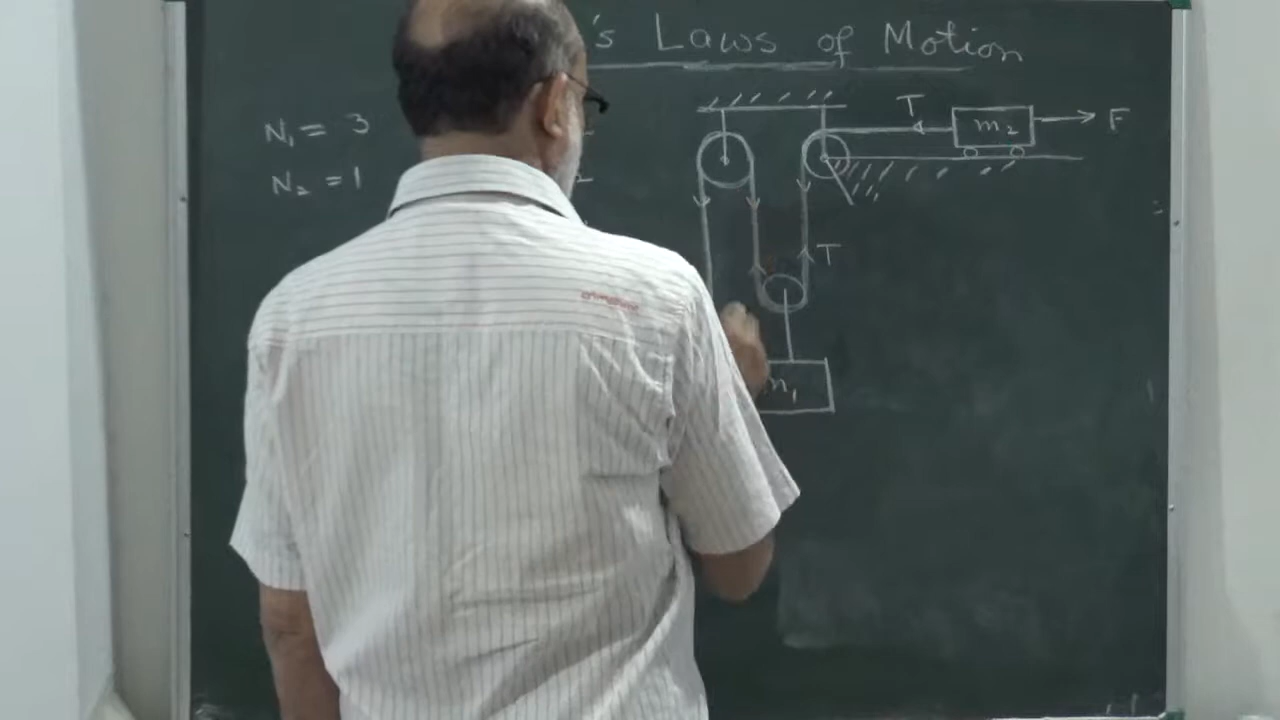 's Laws of Motion
N₁ = 3
N₂ = 1
T
m₂
F
T
m₁